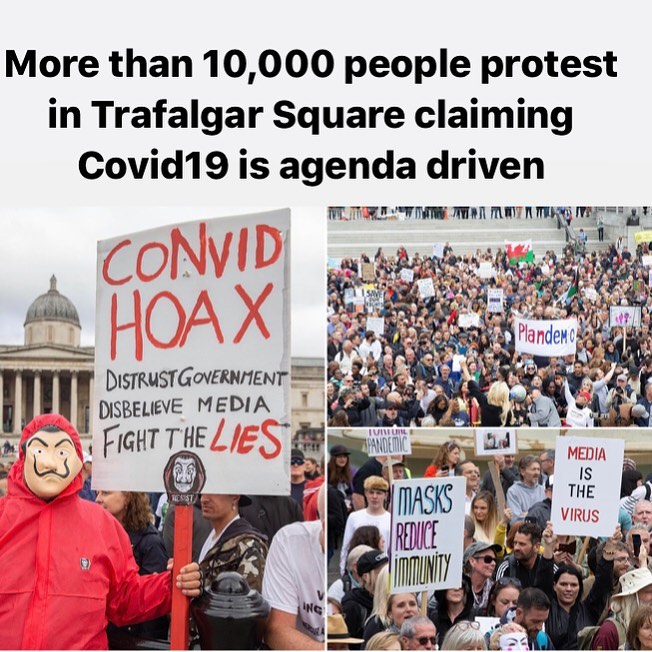 More than 10,000 people protest
in Trafalgar Square claiming
Covid19 is agenda driven
CONVID
HOAX
DISTRUST GOVERNMENT
DISBELIEVE MEDIA
FIGHT THE LIES
RESIST
Plandemic
PANDEMIC
MASKS
REDUCE
IMMUNITY
MEDIA
IS
THE
VIRUS